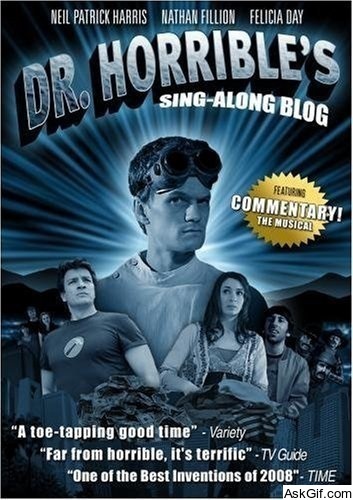 NEIL PATRICK HARRIS NATHAN FILLION FELICIA DAY
DR. HORRIBLE'S
SING-ALONG BLOG
FEATURING
COMMENTARY!
THE MUSICAL
"A toe-tapping good time" - Variety
"Far from horrible, it's terrific" - TV Guide
"One of the Best Inventions of 2008" - TIME
AskGif.com